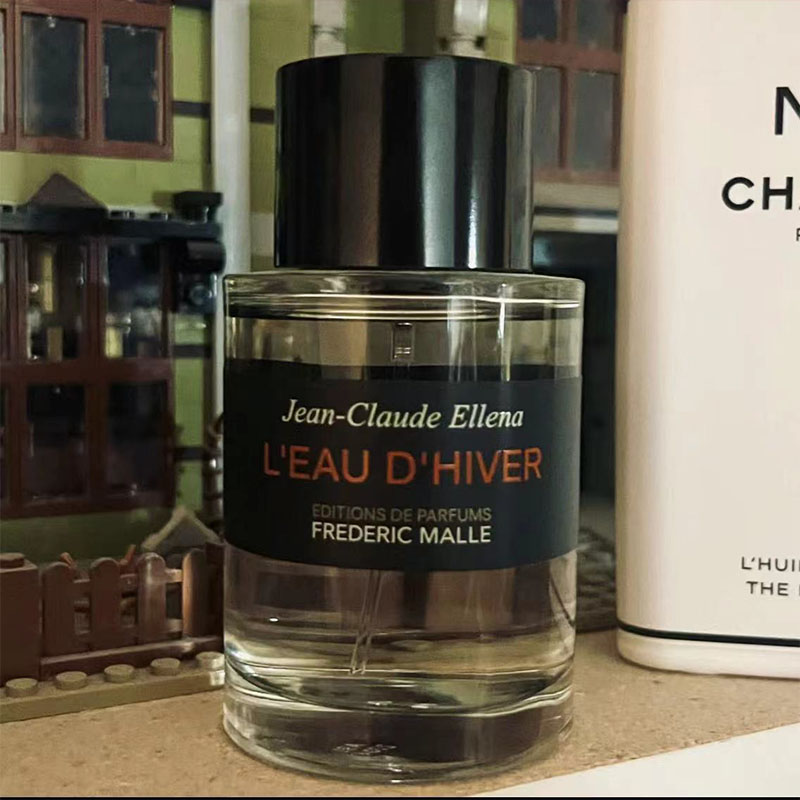 Jean-Claude Ellena
L'EAU D'HIVER
EDITIONS DE PARFUMS
FREDERIC MALLE
N
CHA
L'HUI
THE